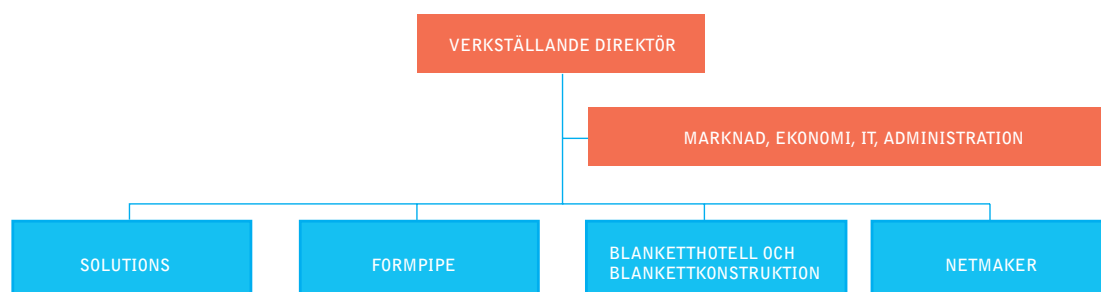 VERKSTÄLLANDE DIREKTÖR
MARKNAD, EKONOMI, IT, ADMINISTRATION
SOLUTIONS
FORMPIPE
BLANKETTHOTELL OCH
BLANKETTKONSTRUKTION
NETMAKER